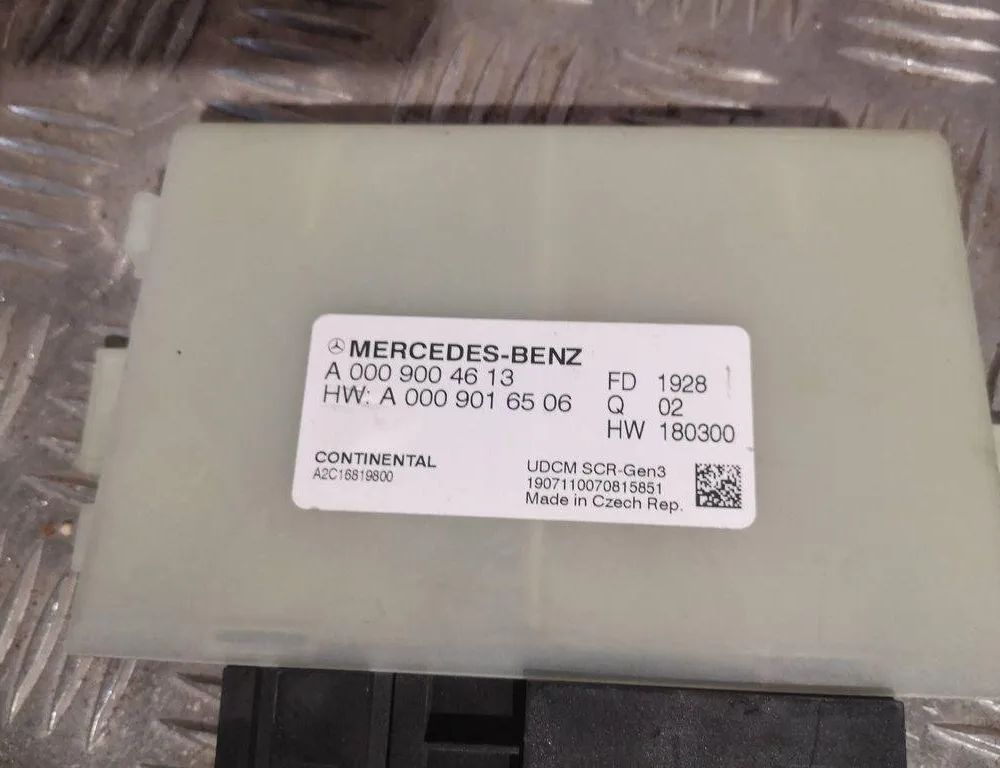 MERCEDES-BENZ
A 000 900 46 13
HW: A 000 901 65 06
FD 1928
Q 02
HW 180300
CONTINENTAL
A2C16819800
UDCM SCR-Gen3
1907110070815851
Made in Czech Rep.